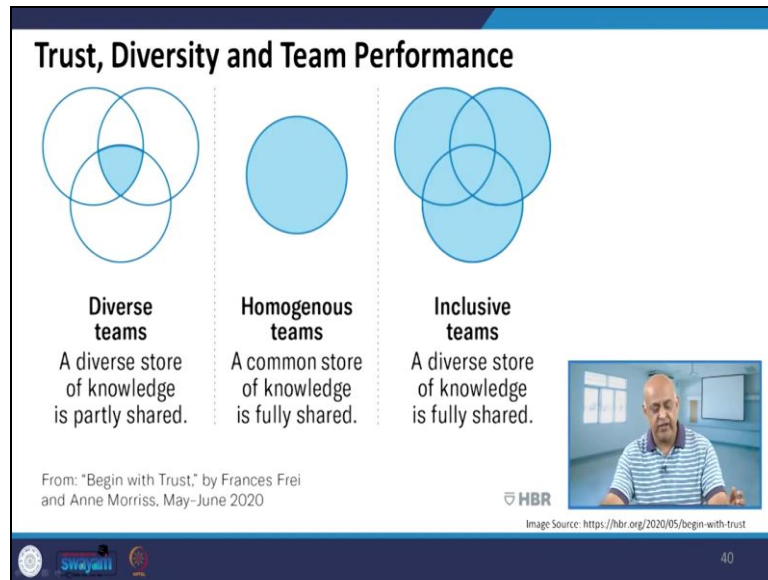 Trust, Diversity and Team Performance
Diverse
teams
A diverse store
of knowledge
is partly shared.
Homogenous
teams
A common store
of knowledge
is fully shared.
Inclusive
teams
A diverse store
of knowledge
is fully shared.
From: “Begin with Trust,” by Frances Frei
and Anne Morriss, May–June 2020
HBR
Image Source: https://hbr.org/2020/05/begin-with-trust
swayam
40